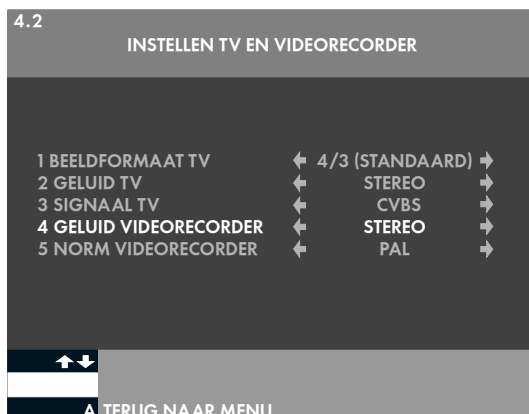 4.2
INSTELLEN TV EN VIDEORECORDER
1 BEELDFORMAAT TV 4/3 (STANDAARD)
2 GELUID TV STEREO
3 SIGNAAL TV CVBS
4 GELUID VIDEORECORDER STEREO
5 NORM VIDEORECORDER PAL
A TERUG NAAR MENU